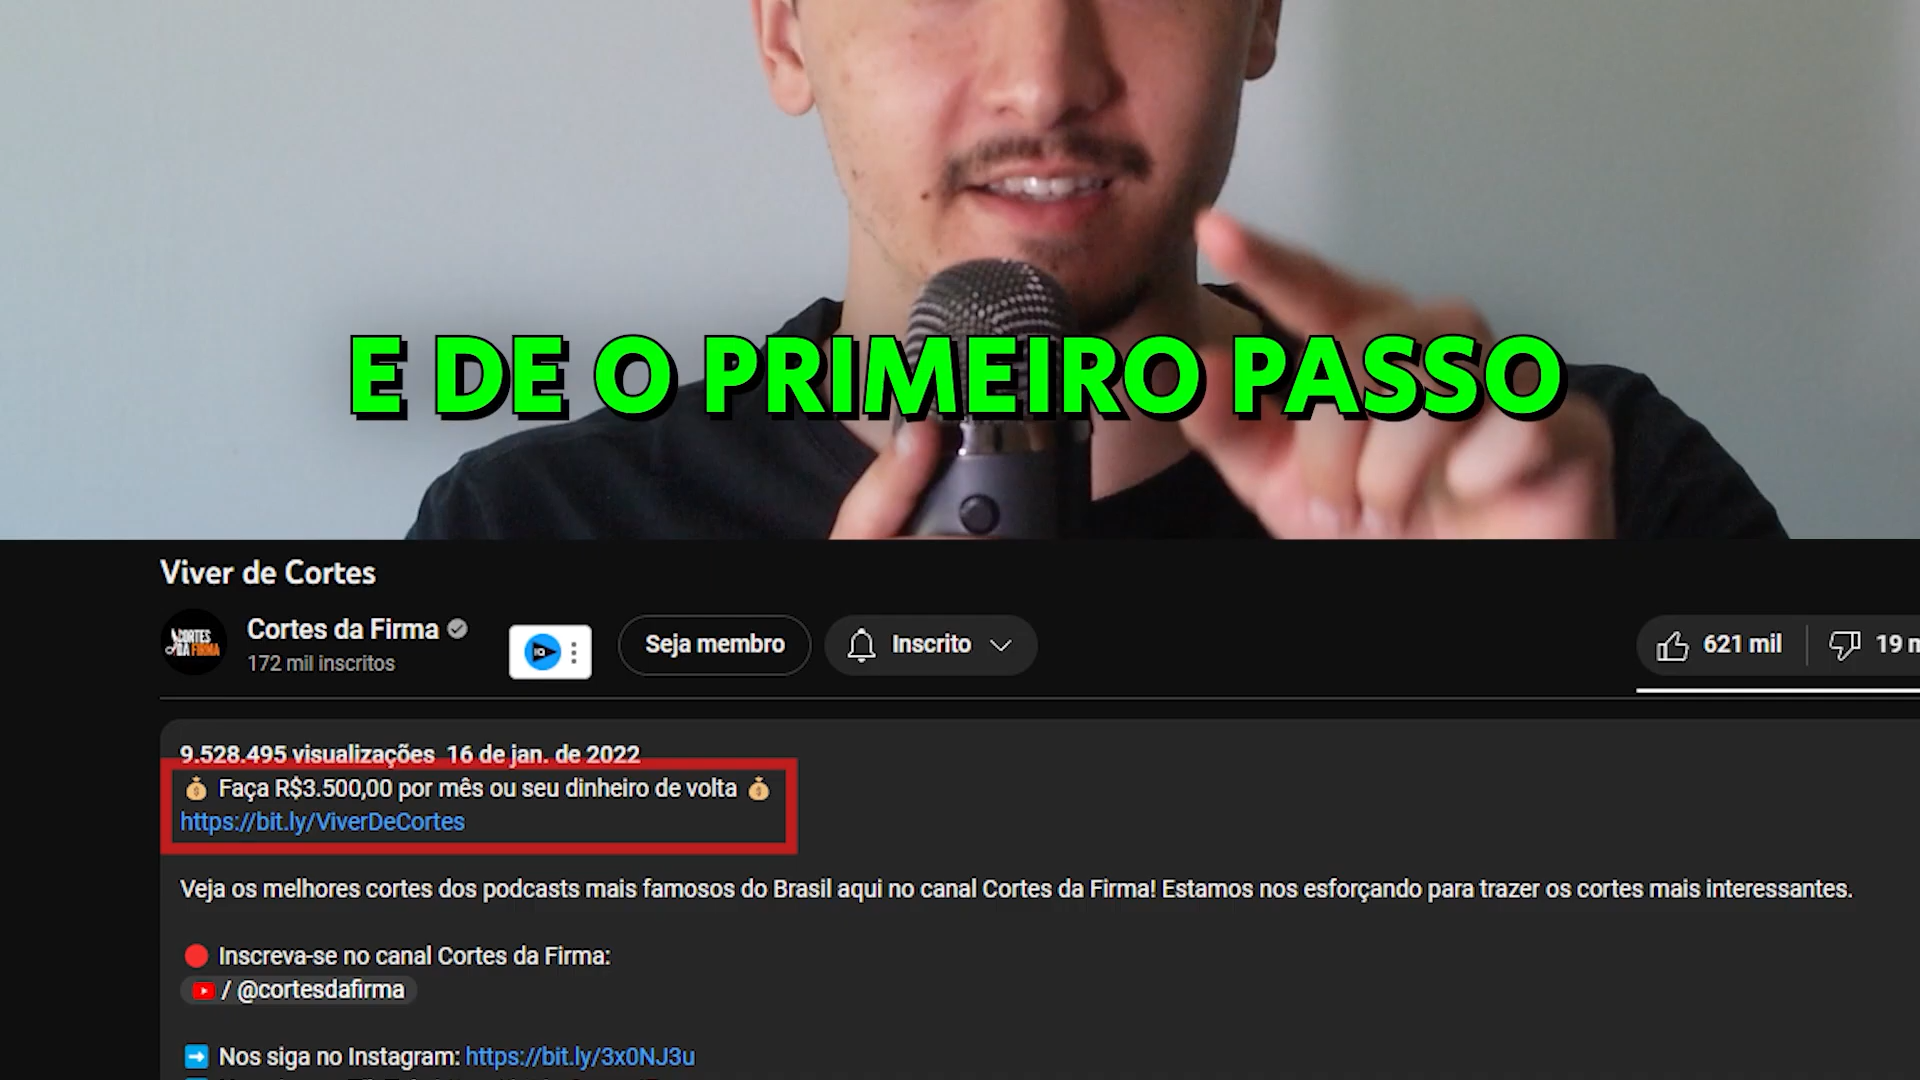 E DE O PRIMEIRO PASSO
Viver de Cortes
CORTES
DA FIRMA
Cortes da Firma
172 mil inscritos
Seja membro
Inscrito
621 mil
19 m
9.528.495 visualizações 16 de jan. de 2022
💰 Faça R$3.500,00 por mês ou seu dinheiro de volta 💰
https://bit.ly/ViverDeCortes
Veja os melhores cortes dos podcasts mais famosos do Brasil aqui no canal Cortes da Firma! Estamos nos esforçando para trazer os cortes mais interessantes.
🔴 Inscreva-se no canal Cortes da Firma:
/ @cortesdafirma
➡️ Nos siga no Instagram: https://bit.ly/3x0NJ3u